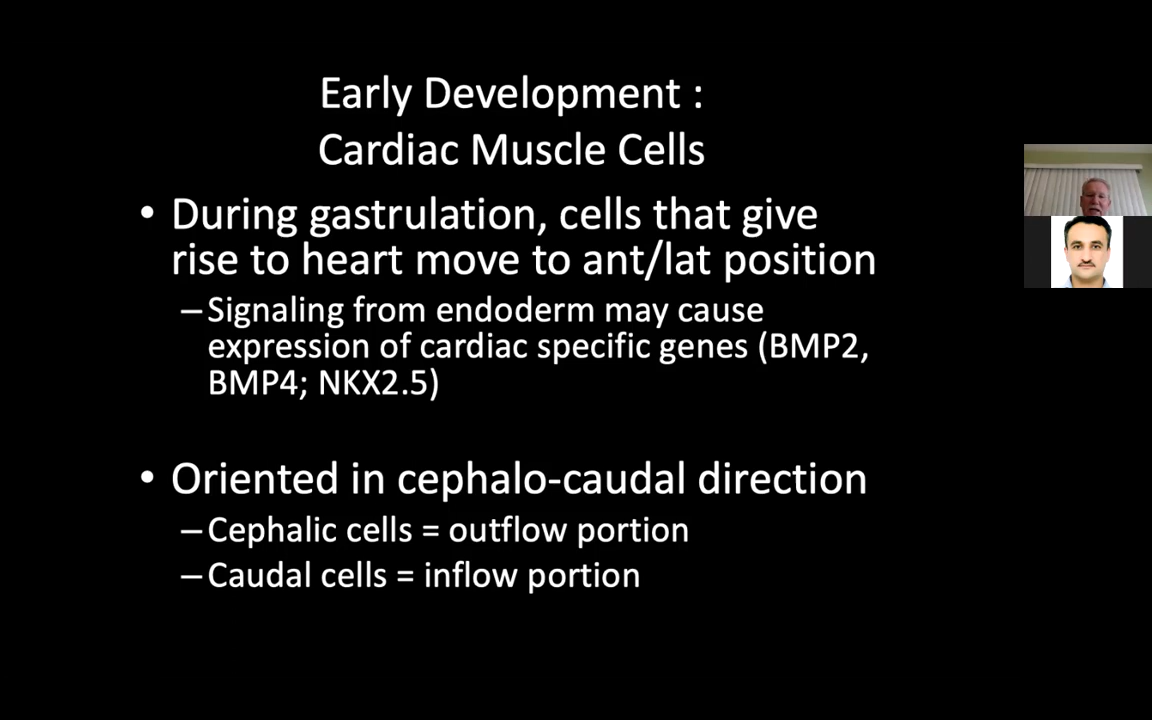 Early Development :
Cardiac Muscle Cells
• During gastrulation, cells that give
rise to heart move to ant/lat position
– Signaling from endoderm may cause
expression of cardiac specific genes (BMP2,
BMP4; NKX2.5)
• Oriented in cephalo-caudal direction
– Cephalic cells = outflow portion
– Caudal cells = inflow portion